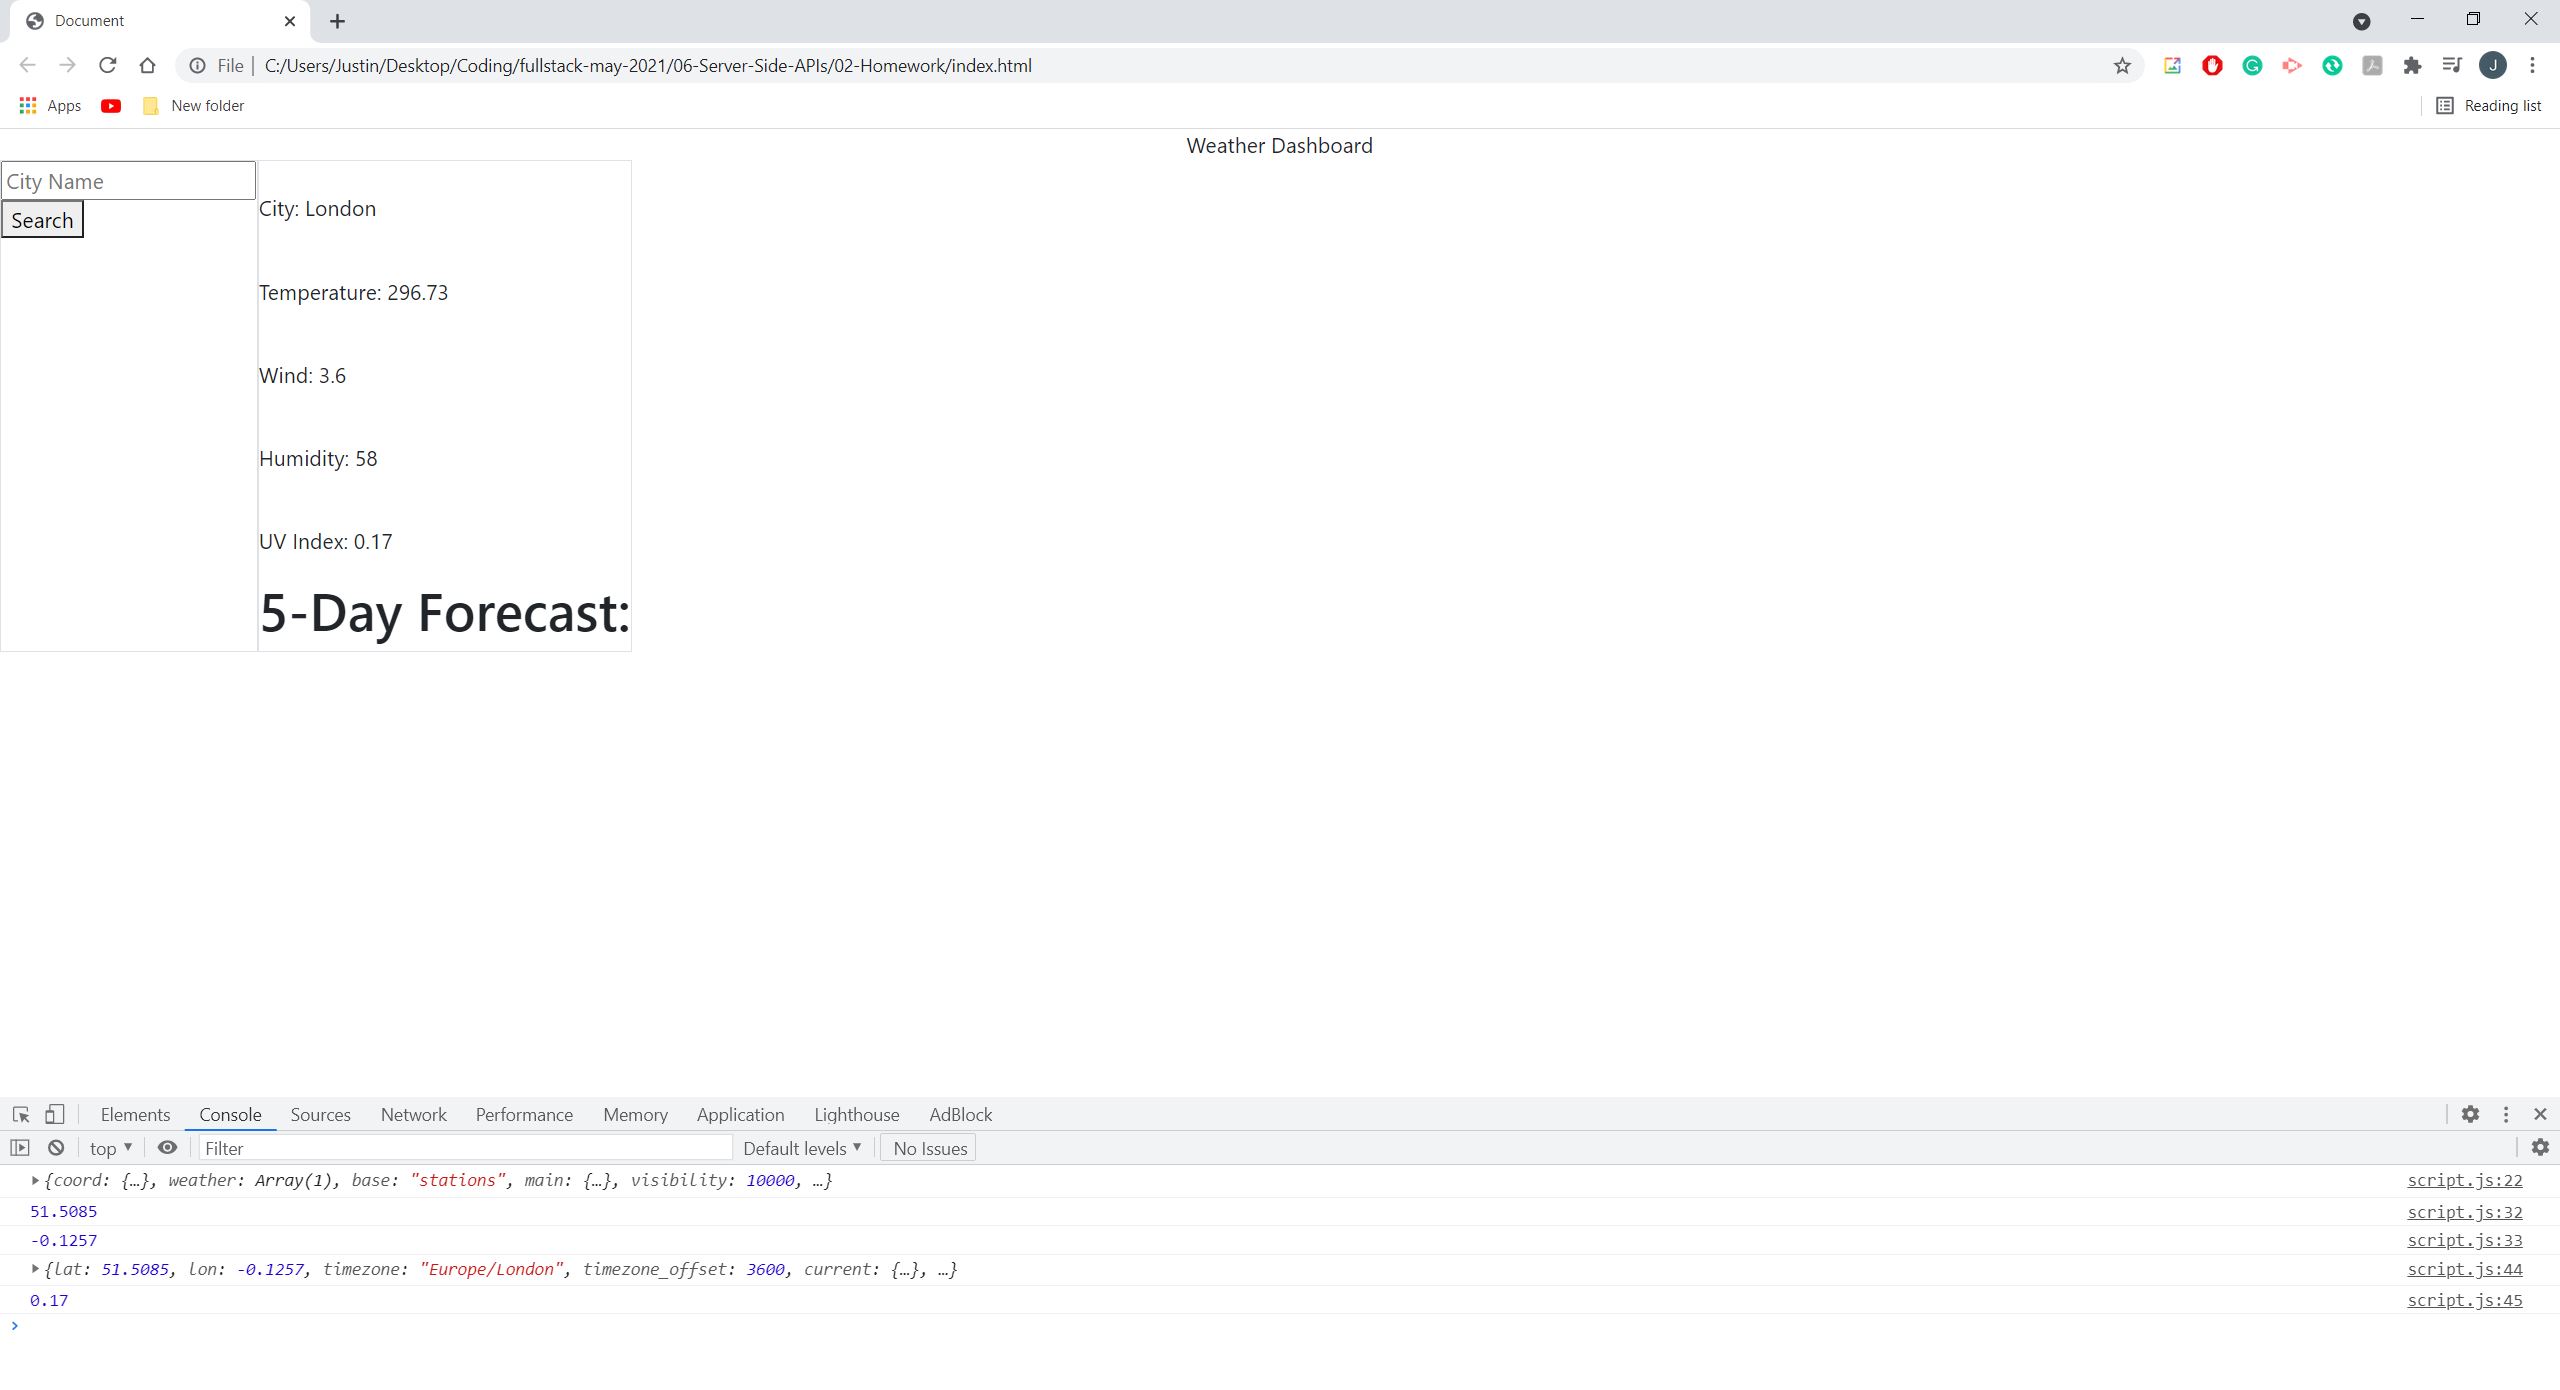 Document
File C:/Users/Justin/Desktop/Coding/fullstack-may-2021/06-Server-Side-APIs/02-Homework/index.html J
Apps New folder Reading list
Weather Dashboard
City Name
Search
City: London
Temperature: 296.73
Wind: 3.6
Humidity: 58
UV Index: 0.17
5-Day Forecast:
Elements Console Sources Network Performance Memory Application Lighthouse AdBlock
top Filter Default levels No Issues
{coord: {…}, weather: Array(1), base: "stations", main: {…}, visibility: 10000, …} script.js:22
51.5085 script.js:32
-0.1257 script.js:33
{lat: 51.5085, lon: -0.1257, timezone: "Europe/London", timezone_offset: 3600, current: {…}, …} script.js:44
0.17 script.js:45